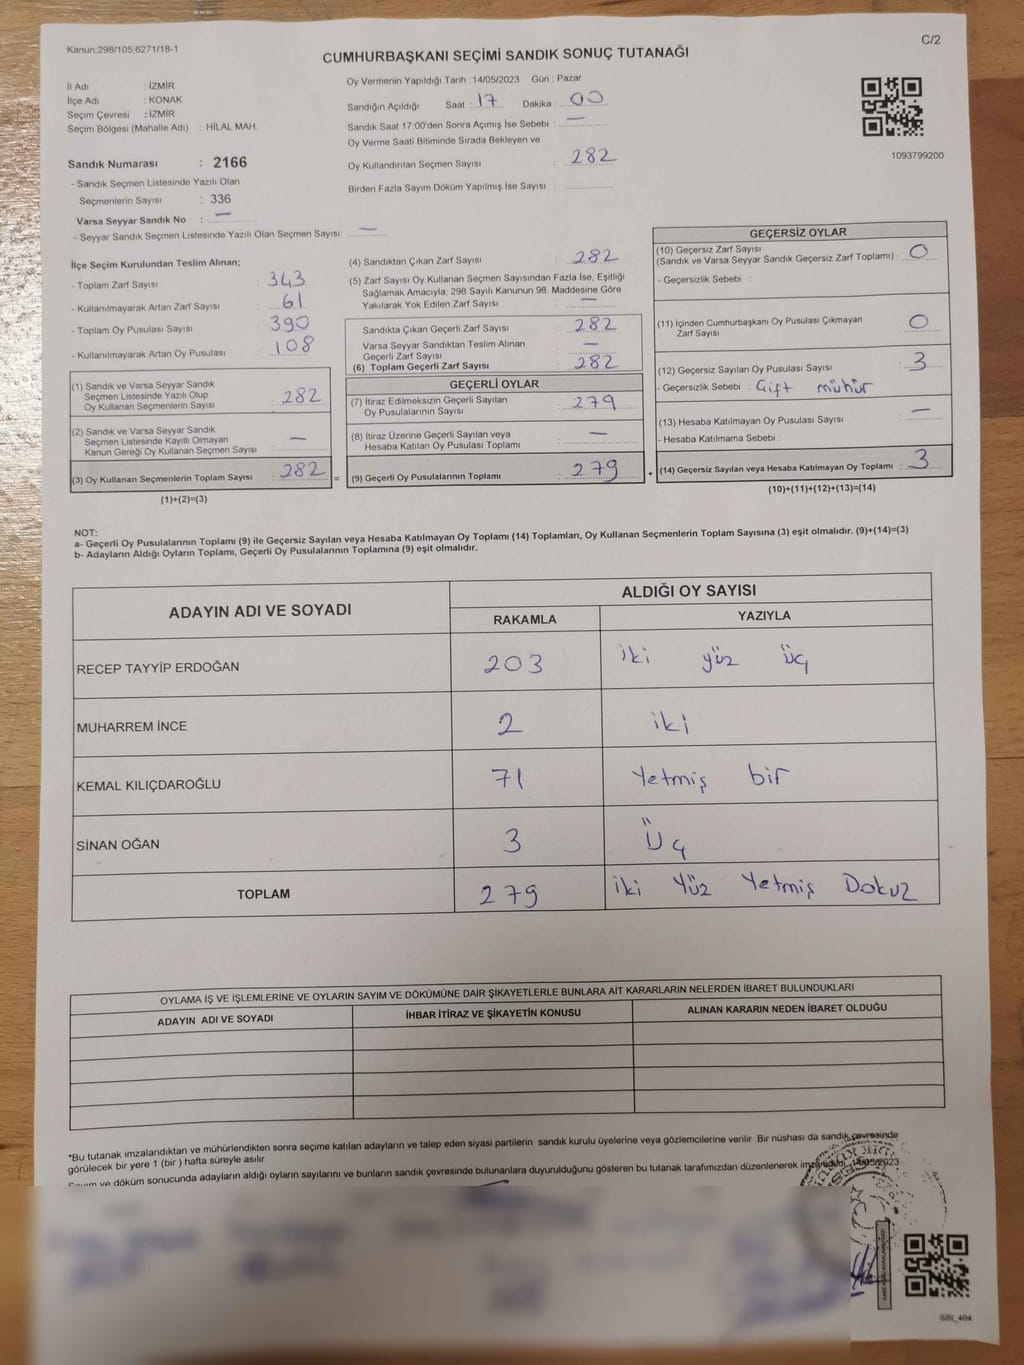 Kanun:298/105,6271/18-1
C/2
CUMHURBAŞKANI SEÇİMİ SANDIK SONUÇ TUTANAĞI
İl Adı : İZMİR
İlçe Adı : KONAK
Seçim Çevresi : İZMİR
Seçim Bölgesi (Mahalle Adı) : HİLAL MAH.
Sandık Numarası : 2166
- Sandık Seçmen Listesinde Yazılı Olan
Seçmenlerin Sayısı : 336
Varsa Seyyar Sandık No : —
- Seyyar Sandık Seçmen Listesinde Yazılı Olan Seçmen Sayısı: —
Oy Vermenin Yapıldığı Tarih : 14/05/2023 Gün : Pazar
Sandığın Açıldığı Saat : 17 Dakika : 00
Sandık Saat 17:00'den Sonra Açımış İse Sebebi : —
Oy Verme Saati Bitiminde Sırada Bekleyen ve
Oy Kullandırılan Seçmen Sayısı : 282
Birden Fazla Sayım Döküm Yapılmış İse Sayısı :
1093799200
İlçe Seçim Kurulundan Teslim Alınan;
- Toplam Zarf Sayısı : 343
- Kullanılmayarak Artan Zarf Sayısı : 61
- Toplam Oy Pusulası Sayısı : 390
- Kullanılmayarak Artan Oy Pusulası : 108
(1) Sandık ve Varsa Seyyar Sandık
Seçmen Listesinde Yazılı Olup
Oy Kullanan Seçmenlerin Sayısı : 282
(2) Sandık ve Varsa Seyyar Sandık
Seçmen Listesinde Kayıtlı Olmayan
Kanun Gereği Oy Kullanan Seçmen Sayısı : —
(3) Oy Kullanan Seçmenlerin Toplam Sayısı : 282
(1)+(2)=(3)
=
(4) Sandıktan Çıkan Zarf Sayısı : 282
(5) Zarf Sayısı Oy Kullanan Seçmen Sayısından Fazla İse, Eşitliği
Sağlamak Amacıyla; 298 Sayılı Kanunun 98. Maddesine Göre
Yakılarak Yok Edilen Zarf Sayısı : —
Sandıkta Çıkan Geçerli Zarf Sayısı : 282
Varsa Seyyar Sandıktan Teslim Alınan
Geçerli Zarf Sayısı : —
(6) Toplam Geçerli Zarf Sayısı : 282
GEÇERLİ OYLAR
(7) İtiraz Edilmeksizin Geçerli Sayılan
Oy Pusulalarının Sayısı : 279
(8) İtiraz Üzerine Geçerli Sayılan veya
Hesaba Katılan Oy Pusulası Toplamı : —
(9) Geçerli Oy Pusulalarının Toplamı : 279
+
GEÇERSİZ OYLAR
(10) Geçersiz Zarf Sayısı
(Sandık ve Varsa Seyyar Sandık Geçersiz Zarf Toplamı) : 0
- Geçersizlik Sebebi :
(11) İçinden Cumhurbaşkanı Oy Pusulası Çıkmayan
Zarf Sayısı : 0
(12) Geçersiz Sayılan Oy Pusulası Sayısı : 3
- Geçersizlik Sebebi : Çift mühür
(13) Hesaba Katılmayan Oy Pusulası Sayısı : —
- Hesaba Katılmama Sebebi :
(14) Geçersiz Sayılan veya Hesaba Katılmayan Oy Toplamı : 3
(10)+(11)+(12)+(13)=(14)
NOT:
a- Geçerli Oy Pusulalarının Toplamı (9) ile Geçersiz Sayılan veya Hesaba Katılmayan Oy Toplamı (14) Toplamları, Oy Kullanan Seçmenlerin Toplam Sayısına (3) eşit olmalıdır. (9)+(14)=(3)
b- Adayların Aldığı Oyların Toplamı, Geçerli Oy Pusulalarının Toplamına (9) eşit olmalıdır.
ADAYIN ADI VE SOYADI
ALDIĞI OY SAYISI
RAKAMLA YAZIYLA
RECEP TAYYİP ERDOĞAN 203 iki yüz üç
MUHARREM İNCE 2 iki
KEMAL KILIÇDAROĞLU 71 Yetmiş bir
SİNAN OĞAN 3 Üç
TOPLAM 279 iki Yüz Yetmiş Dokuz
OYLAMA İŞ VE İŞLEMLERİNE VE OYLARIN SAYIM VE DÖKÜMÜNE DAİR ŞİKAYETLERLE BUNLARA AİT KARARLARIN NELERDEN İBARET BULUNDUKLARI
ADAYIN ADI VE SOYADI İHBAR İTİRAZ VE ŞİKAYETİN KONUSU ALINAN KARARIN NEDEN İBARET OLDUĞU
*Bu tutanak imzalandıktan ve mühürlendikten sonra seçime katılan adayların ve talep eden siyasi partilerin sandık kurulu üyelerine veya gözlemcilerine verilir. Bir nüshası da sandık çevresinde
görülecek bir yere 1 (bir ) hafta süreyle asılır.
Sayım ve döküm sonucunda adayların aldığı oyların sayılarını ve bunların sandık çevresinde bulunanlara duyurulduğunu gösteren bu tutanak tarafımızdan düzenlenerek